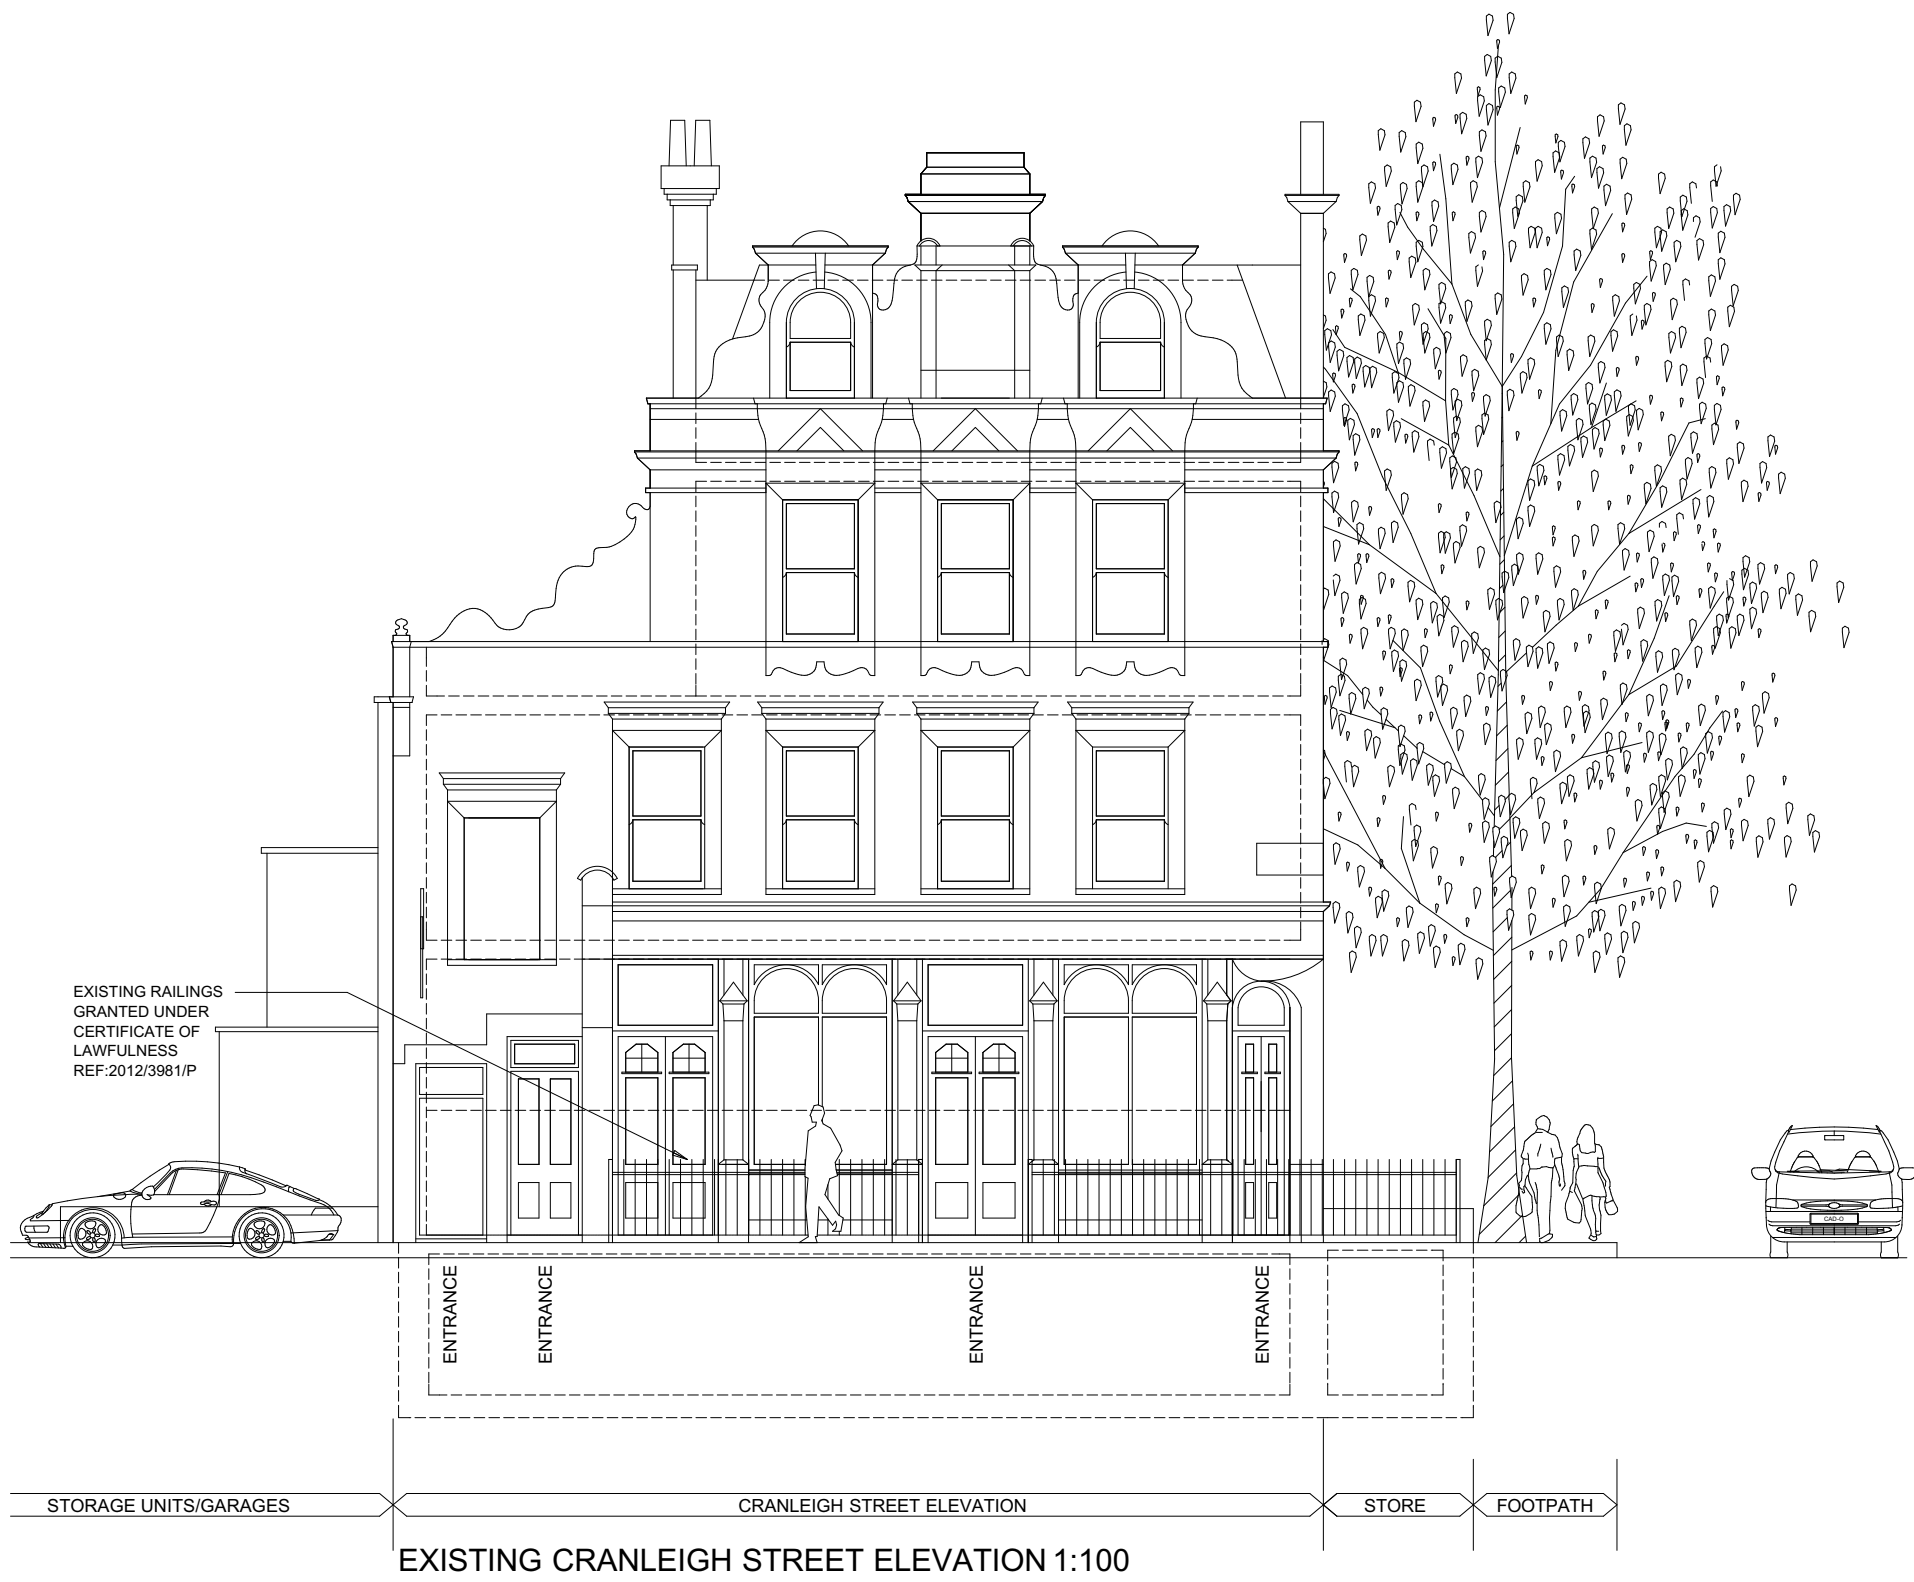 EXISTING RAILINGS
GRANTED UNDER
CERTIFICATE OF
LAWFULNESS
REF:2012/3981/P
CAD-O
ENTRANCE
ENTRANCE
ENTRANCE
ENTRANCE
STORAGE UNITS/GARAGES
CRANLEIGH STREET ELEVATION
STORE
FOOTPATH
EXISTING CRANLEIGH STREET ELEVATION 1:100